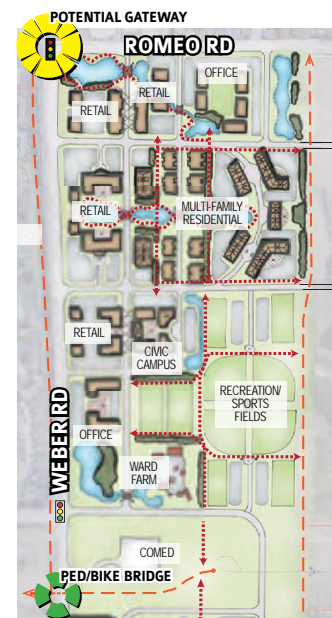 POTENTIAL GATEWAY
ROMEO RD
OFFICE
RETAIL
RETAIL
RETAIL
MULTI-FAMILY
RESIDENTIAL
RETAIL
CIVIC
CAMPUS
RECREATION/
SPORTS
FIELDS
WEBER RD
OFFICE
WARD
FARM
COMED
PED/BIKE BRIDGE